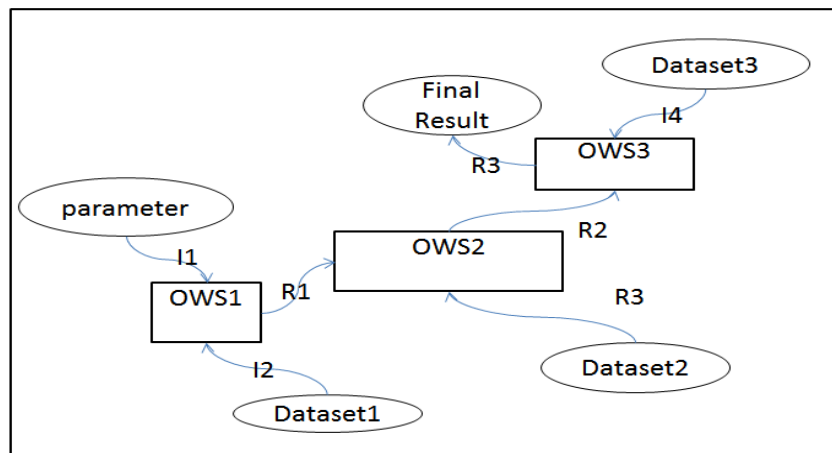 Dataset3
Final
Result
I4
OWS3
R3
parameter
R2
OWS2
I1
OWS1
R1
R3
I2
Dataset2
Dataset1